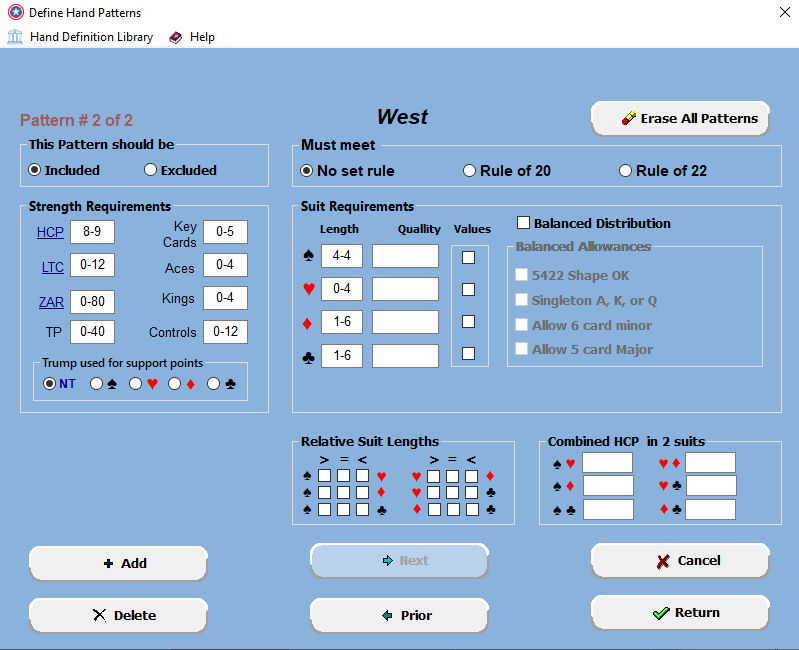 Define Hand Patterns
Hand Definition Library Help
Pattern # 2 of 2
West
Erase All Patterns
This Pattern should be
Included Excluded
Must meet
No set rule Rule of 20 Rule of 22
Strength Requirements
HCP 8-9 Key Cards 0-5
LTC 0-12 Aces 0-4
ZAR 0-80 Kings 0-4
TP 0-40 Controls 0-12
Trump used for support points
NT ♠ ♥ ♦ ♣
Suit Requirements
Length Quallity Values
♠ 4-4
♥ 0-4
♦ 1-6
♣ 1-6
Balanced Distribution
Balanced Allowances
5422 Shape OK
Singleton A, K, or Q
Allow 6 card minor
Allow 5 card Major
Relative Suit Lengths
> = < > = <
♠ ♥ ♥ ♦
♠ ♦ ♥ ♣
♠ ♣ ♦ ♣
Combined HCP in 2 suits
♠ ♥ ♥ ♦
♠ ♦ ♥ ♣
♠ ♣ ♦ ♣
Add Next Cancel
Delete Prior Return